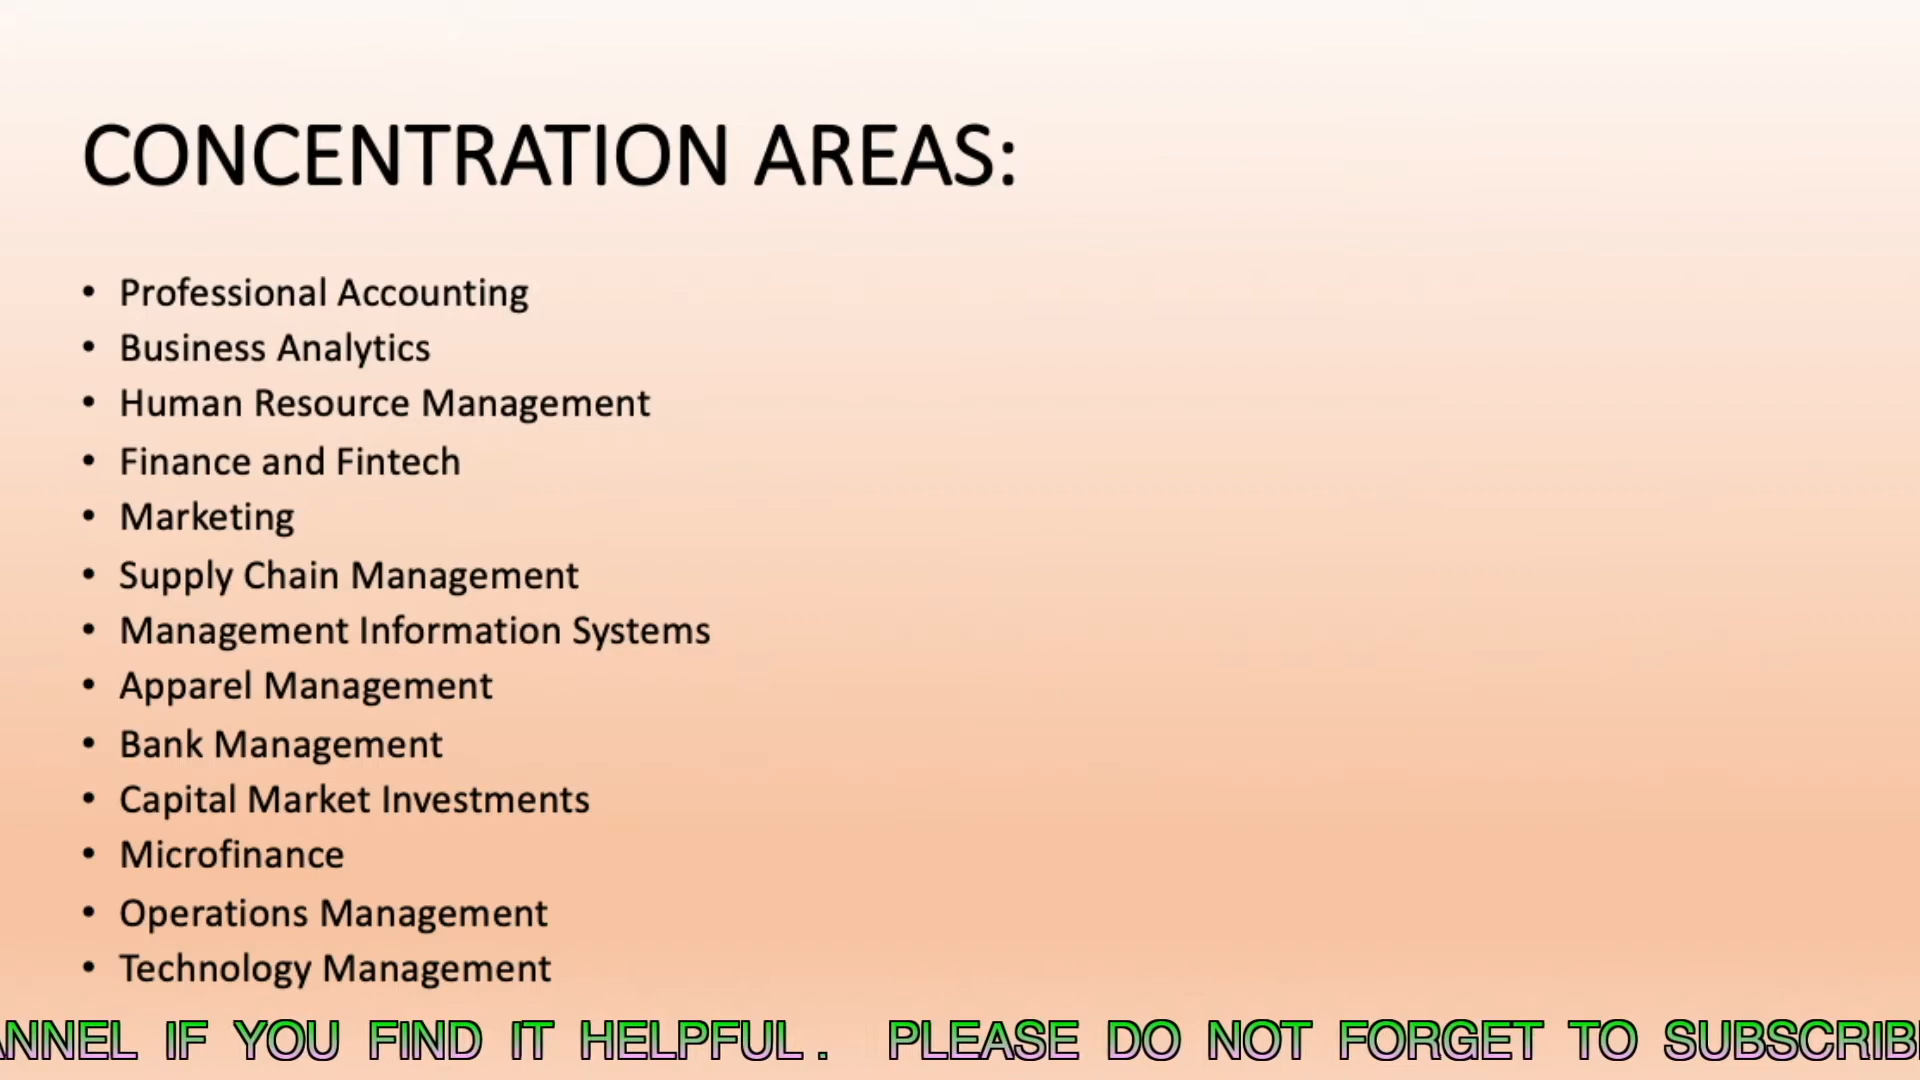 CONCENTRATION AREAS:
• Professional Accounting
• Business Analytics
• Human Resource Management
• Finance and Fintech
• Marketing
• Supply Chain Management
• Management Information Systems
• Apparel Management
• Bank Management
• Capital Market Investments
• Microfinance
• Operations Management
• Technology Management
IF YOU FIND IT HELPFUL. PLEASE DO NOT FORGET TO